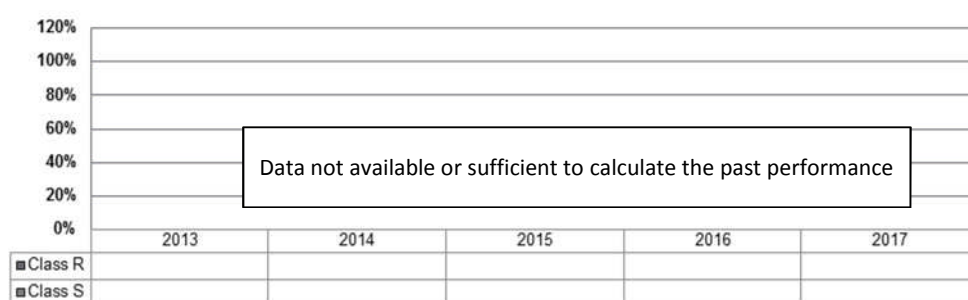 120%
100%
80%
60%
40%
20%
0%
Data not available or sufficient to calculate the past performance
2013 2014 2015 2016 2017
Class R
Class S